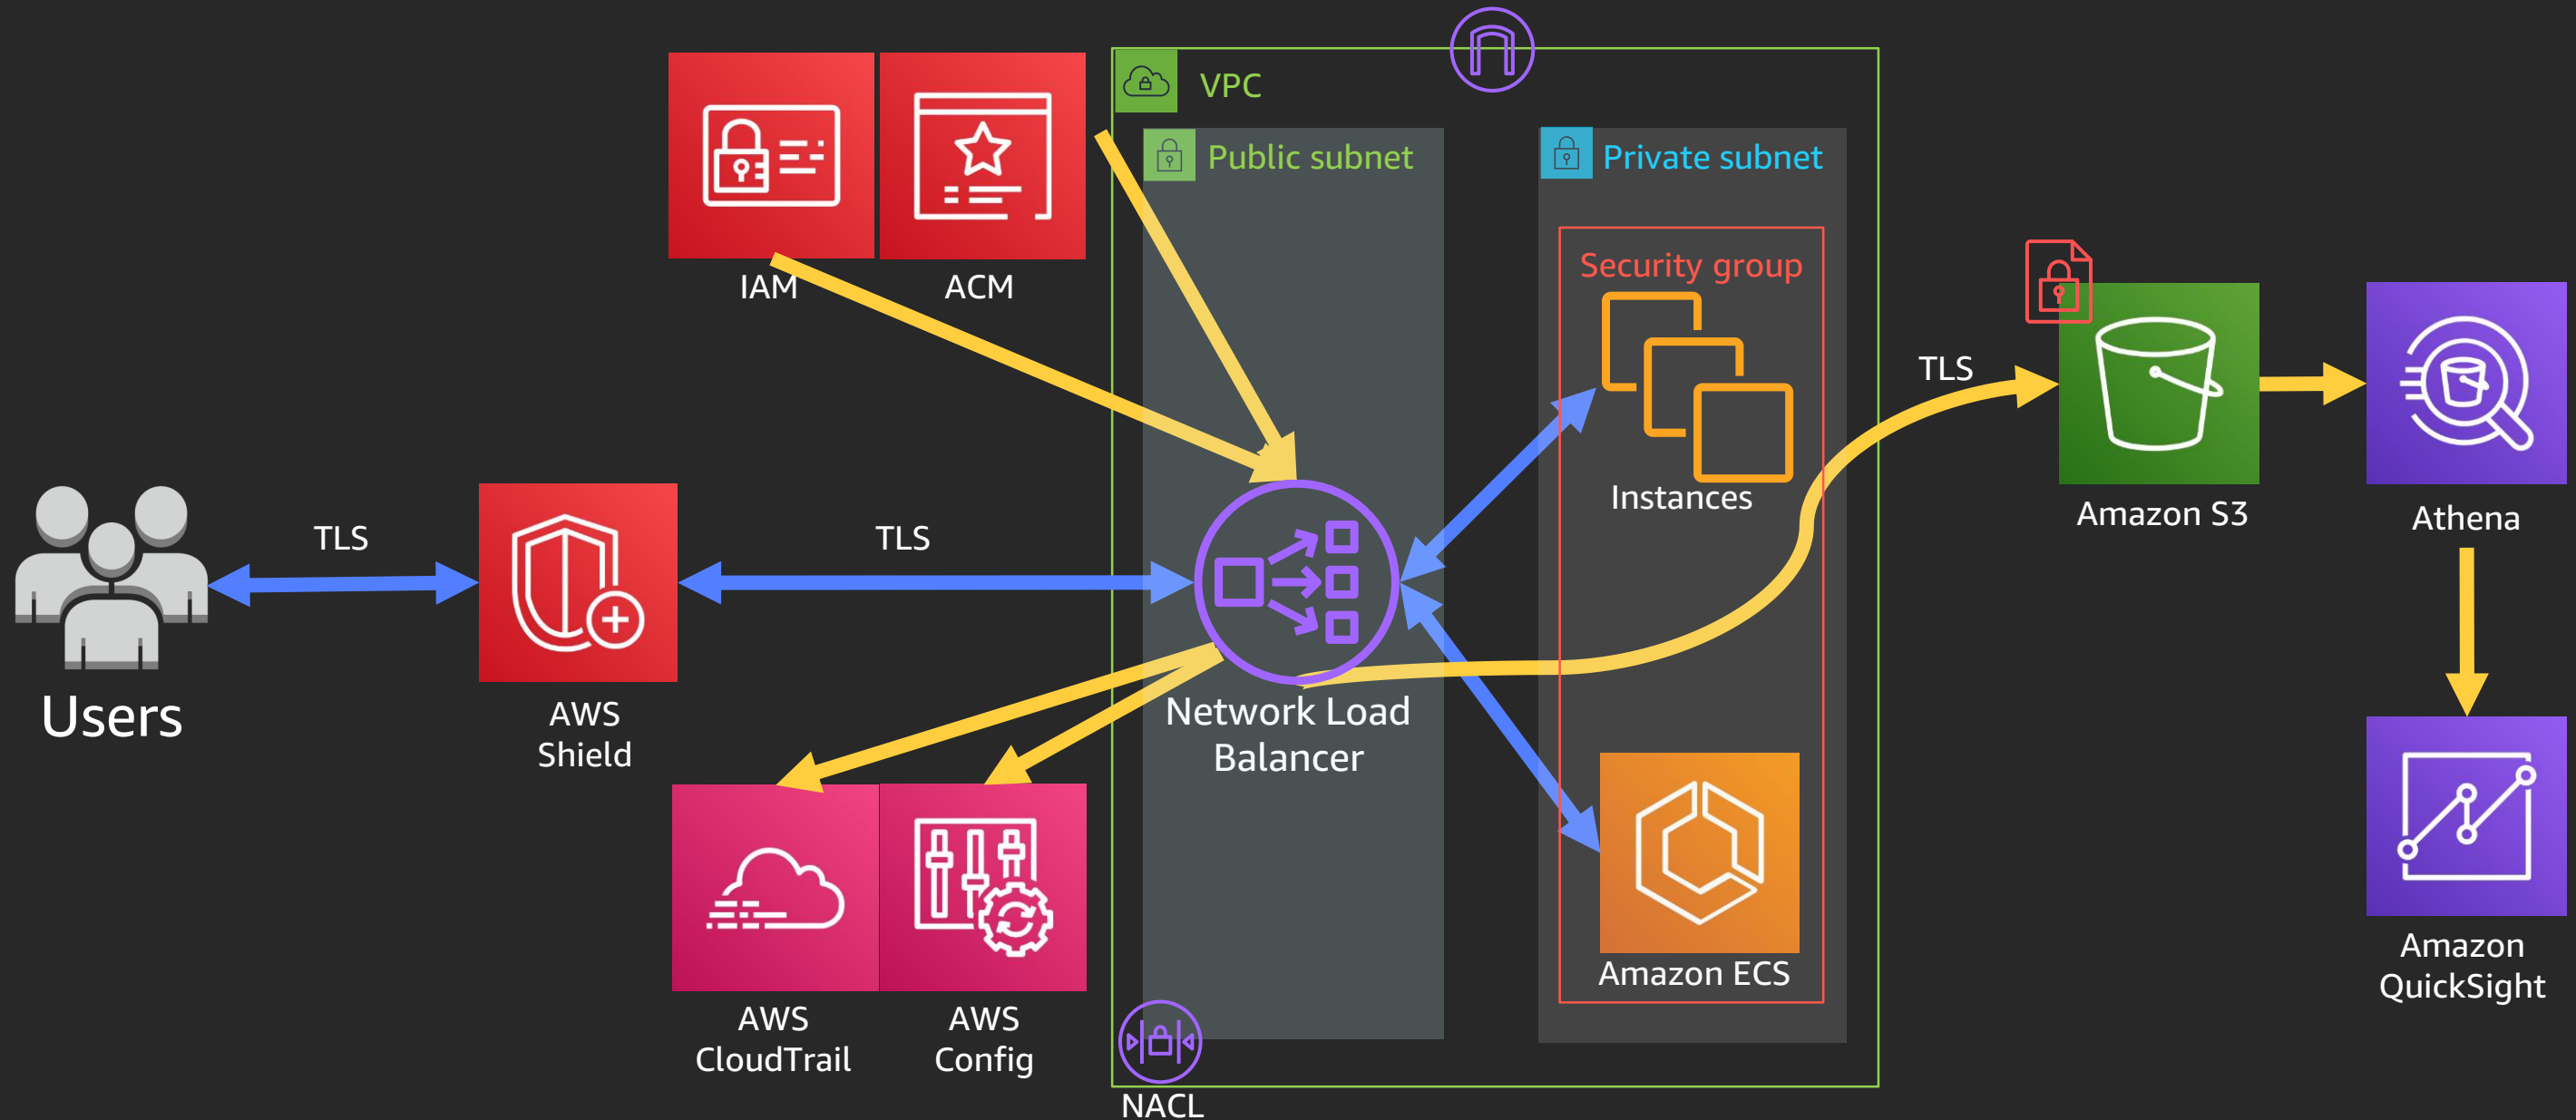 VPC
Public subnet
Private subnet
IAM
ACM
Security group
Instances
TLS
Amazon S3
Athena
TLS
TLS
Users
AWS
Shield
Network Load
Balancer
Amazon ECS
Amazon
QuickSight
AWS
CloudTrail
AWS
Config
NACL